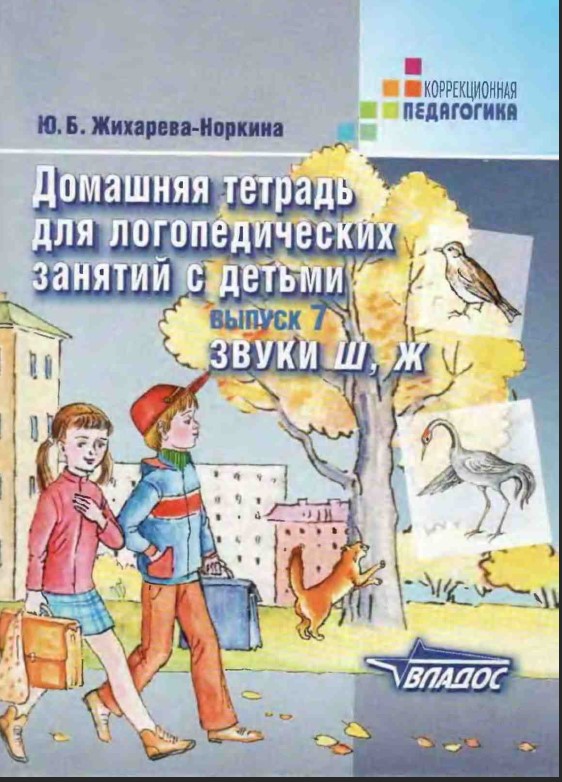 КОРРЕКЦИОННАЯ
ПЕДАГОГИКА
Ю. Б. Жихарева-Норкина
Домашняя тетрадь
для логопедических
занятий с детьми
ВЫПУСК 7
ЗВУКИ Ш, Ж
ВЛАДОС